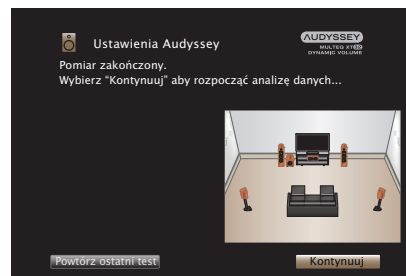 Ustawienia Audyssey
AUDYSSEY
MULTEQ XT32
DYNAMIC VOLUME
Pomiar zakończony.
Wybierz “Kontynuuj” aby rozpocząć analizę danych...
Powtórz ostatni test
Kontynuuj